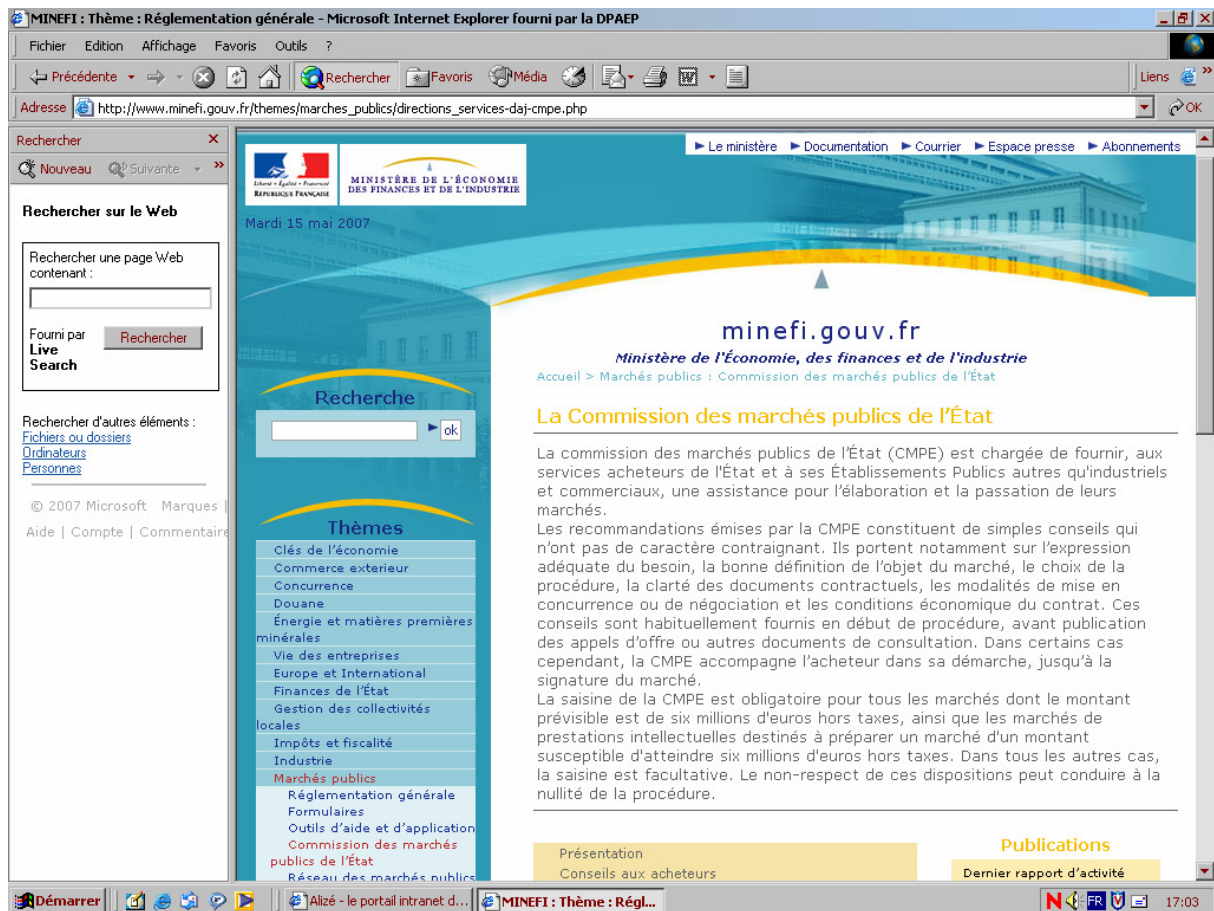 MINEFI : Thème : Réglementation générale - Microsoft Internet Explorer fourni par la DPAEP
Fichier Edition Affichage Favoris Outils ?
Précédente Rechercher Favoris Média Liens »
Adresse http://www.minefi.gouv.fr/themes/marches_publics/directions_services-daj-cmpe.php OK
Rechercher
Nouveau Suivante »
Rechercher sur le Web
Rechercher une page Web
contenant :
Fourni par
Live
Search
Rechercher
Rechercher d'autres éléments :
Fichiers ou dossiers
Ordinateurs
Personnes
© 2007 Microsoft Marques |
Aide | Compte | Commentaire
Le ministère Documentation Courrier Espace presse Abonnements
Liberté • Égalité • Fraternité
RÉPUBLIQUE FRANÇAISE
MINISTÈRE DE L'ÉCONOMIE
DES FINANCES ET DE L'INDUSTRIE
Mardi 15 mai 2007
Recherche
ok
Thèmes
Clés de l'économie
Commerce exterieur
Concurrence
Douane
Énergie et matières premières
minérales
Vie des entreprises
Europe et International
Finances de l'État
Gestion des collectivités
locales
Impôts et fiscalité
Industrie
Marchés publics
Réglementation générale
Formulaires
Outils d'aide et d'application
Commission des marchés
publics de l'État
Réseau des marchés publics
minefi.gouv.fr
Ministère de l'Économie, des finances et de l'industrie
Accueil > Marchés publics : Commission des marchés publics de l'État
La Commission des marchés publics de l'État
La commission des marchés publics de l'État (CMPE) est chargée de fournir, aux
services acheteurs de l'État et à ses Établissements Publics autres qu'industriels
et commerciaux, une assistance pour l'élaboration et la passation de leurs
marchés.
Les recommandations émises par la CMPE constituent de simples conseils qui
n'ont pas de caractère contraignant. Ils portent notamment sur l'expression
adéquate du besoin, la bonne définition de l'objet du marché, le choix de la
procédure, la clarté des documents contractuels, les modalités de mise en
concurrence ou de négociation et les conditions économique du contrat. Ces
conseils sont habituellement fournis en début de procédure, avant publication
des appels d'offre ou autres documents de consultation. Dans certains cas
cependant, la CMPE accompagne l'acheteur dans sa démarche, jusqu'à la
signature du marché.
La saisine de la CMPE est obligatoire pour tous les marchés dont le montant
prévisible est de six millions d'euros hors taxes, ainsi que les marchés de
prestations intellectuelles destinés à préparer un marché d'un montant
susceptible d'atteindre six millions d'euros hors taxes. Dans tous les autres cas,
la saisine est facultative. Le non-respect de ces dispositions peut conduire à la
nullité de la procédure.
Présentation
Conseils aux acheteurs
Publications
Dernier rapport d'activité
Démarrer Alizé - le portail intranet d... MINEFI : Thème : Régl... FR 17:03